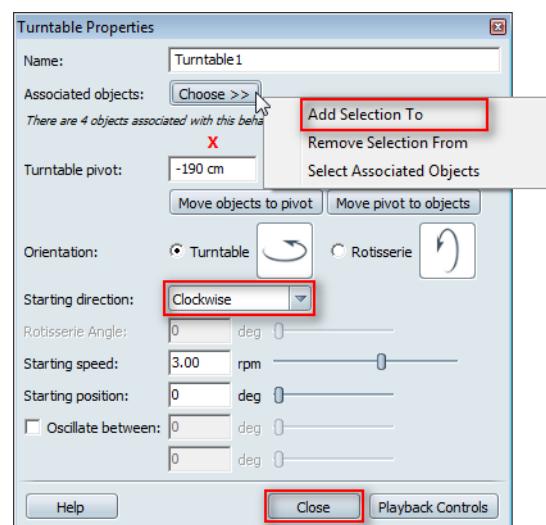 Turntable Properties
Name: Turntable1
Associated objects: Choose >>
Add Selection To
There are 4 objects associated with this beha
Remove Selection From
X
Turntable pivot: -190 cm
Select Associated Objects
Move objects to pivot Move pivot to objects
Orientation: Turntable Rotisserie
Starting direction: Clockwise
Rotisserie Angle: 0 deg
Starting speed: 3.00 rpm
Starting position: 0 deg
Oscillate between: 0 deg
0 deg
Help Close Playback Controls